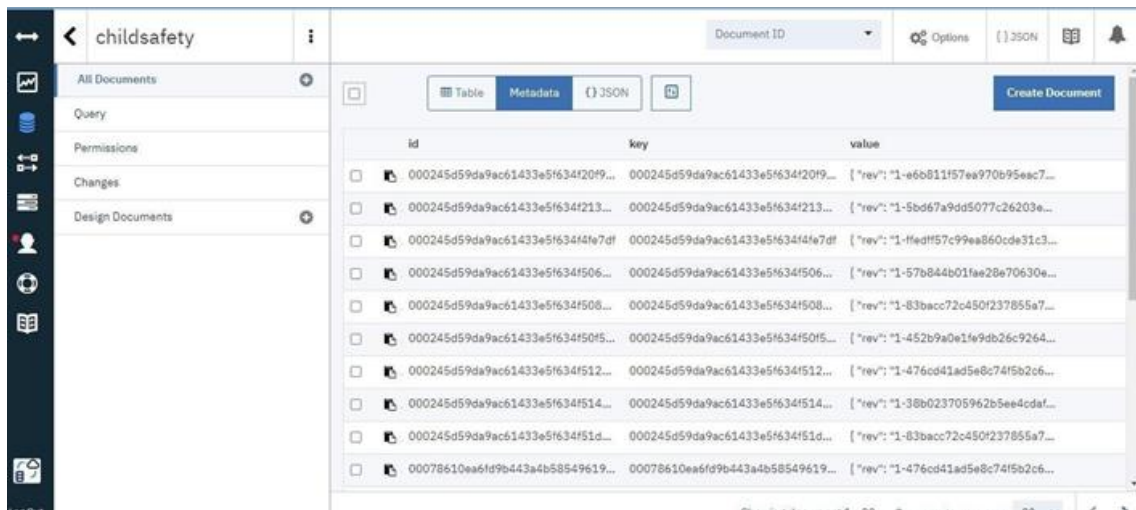 childsafety
Document ID
Options
{ } JSON
All Documents
Query
Permissions
Changes
Design Documents
Table
Metadata
{ } JSON
Create Document
id key value
000245d59da9ac61433e5f634f20f9... 000245d59da9ac61433e5f634f20f9... { "rev": "1-e6b811f57ea970b95eac7...
000245d59da9ac61433e5f634f213... 000245d59da9ac61433e5f634f213... { "rev": "1-5bd67a9dd5077c26203e...
000245d59da9ac61433e5f634f4fe7df 000245d59da9ac61433e5f634f4fe7df { "rev": "1-ffedff57c99ea860cde31c3...
000245d59da9ac61433e5f634f506... 000245d59da9ac61433e5f634f506... { "rev": "1-57b844b01fae28e70630e...
000245d59da9ac61433e5f634f508... 000245d59da9ac61433e5f634f508... { "rev": "1-83bacc72c450f237855a7...
000245d59da9ac61433e5f634f50f5... 000245d59da9ac61433e5f634f50f5... { "rev": "1-452b9a0e1fe9db26c9264...
000245d59da9ac61433e5f634f512... 000245d59da9ac61433e5f634f512... { "rev": "1-476cd41ad5e8c74f5b2c6...
000245d59da9ac61433e5f634f514... 000245d59da9ac61433e5f634f514... { "rev": "1-38b023705962b5ee4cdaf...
000245d59da9ac61433e5f634f51d... 000245d59da9ac61433e5f634f51d... { "rev": "1-83bacc72c450f237855a7...
00078610ea6fd9b443a4b58549619... 00078610ea6fd9b443a4b58549619... { "rev": "1-476cd41ad5e8c74f5b2c6...